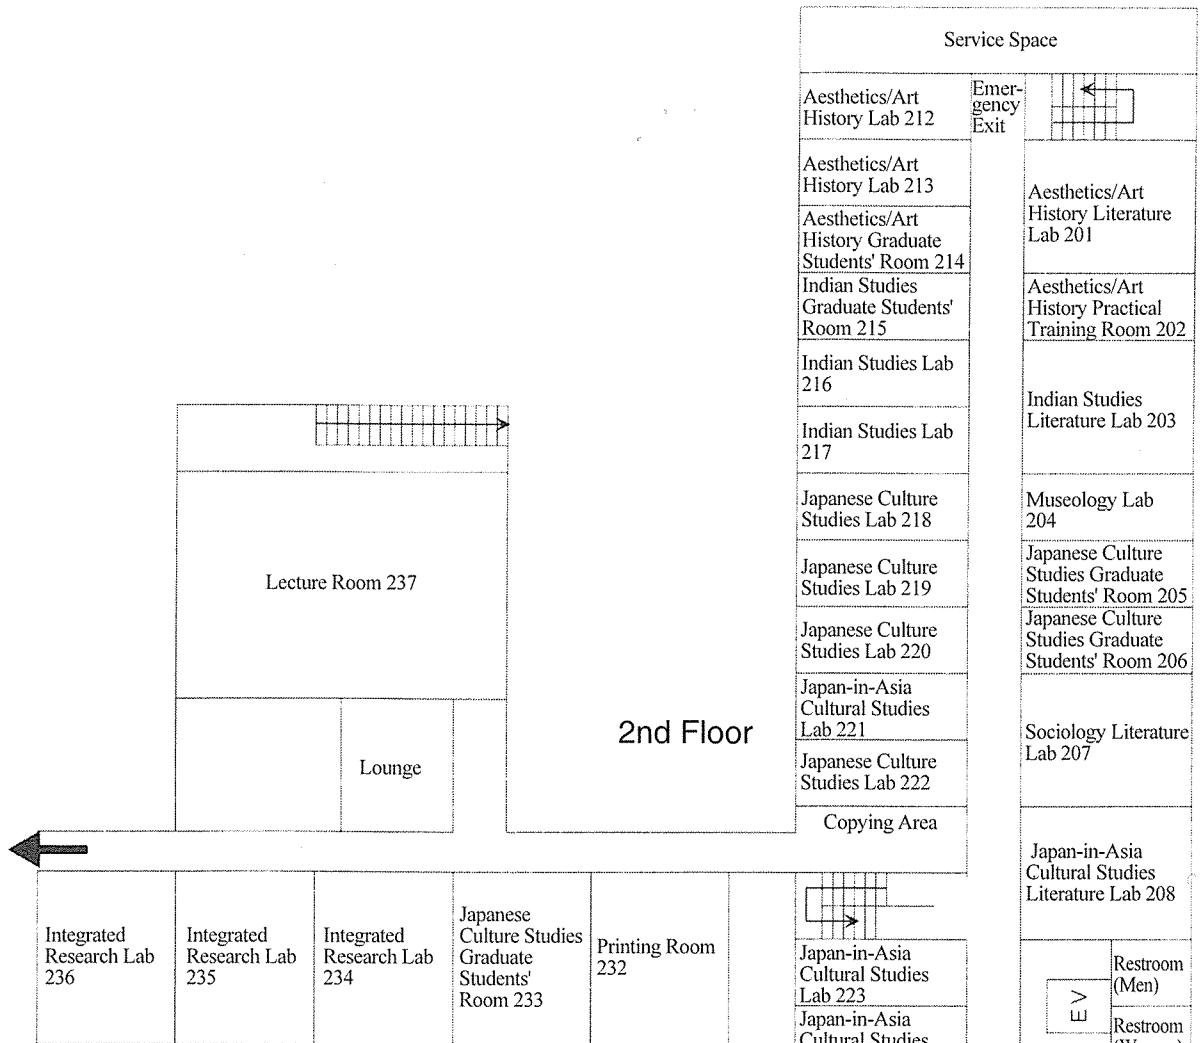 Service Space
Aesthetics/Art
History Lab 212
Emer-
gency
Exit
Aesthetics/Art
History Lab 213
Aesthetics/Art
History Literature
Lab 201
Aesthetics/Art
History Graduate
Students' Room 214
Indian Studies
Graduate Students'
Room 215
Aesthetics/Art
History Practical
Training Room 202
Indian Studies Lab
216
Indian Studies
Literature Lab 203
Indian Studies Lab
217
Japanese Culture
Studies Lab 218
Museology Lab
204
Japanese Culture
Studies Lab 219
Japanese Culture
Studies Graduate
Students' Room 205
Japanese Culture
Studies Lab 220
Japanese Culture
Studies Graduate
Students' Room 206
Japan-in-Asia
Cultural Studies
Lab 221
Sociology Literature
Lab 207
Japanese Culture
Studies Lab 222
Copying Area
Japan-in-Asia
Cultural Studies
Literature Lab 208
Lecture Room 237
2nd Floor
Lounge
Integrated
Research Lab
236
Integrated
Research Lab
235
Integrated
Research Lab
234
Japanese
Culture Studies
Graduate
Students'
Room 233
Printing Room
232
Japan-in-Asia
Cultural Studies
Lab 223
Japan-in-Asia
Cultural Studies
EV
Restroom
(Men)
Restroom